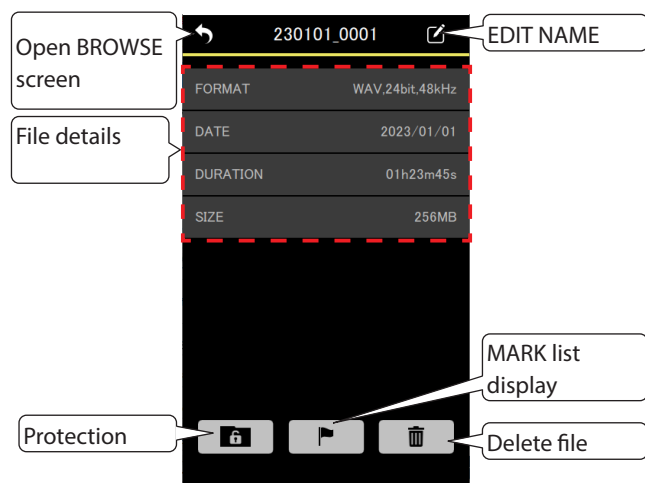 Open BROWSE
screen
230101_0001
EDIT NAME
File details
FORMAT WAV,24bit,48kHz
DATE 2023/01/01
DURATION 01h23m45s
SIZE 256MB
MARK list
display
Protection
Delete file